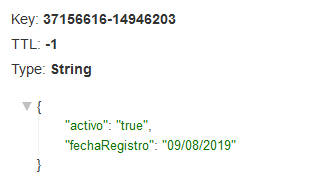 Key: 37156616-14946203
TTL: -1
Type: String
{
"activo": "true",
"fechaRegistro": "09/08/2019"
}